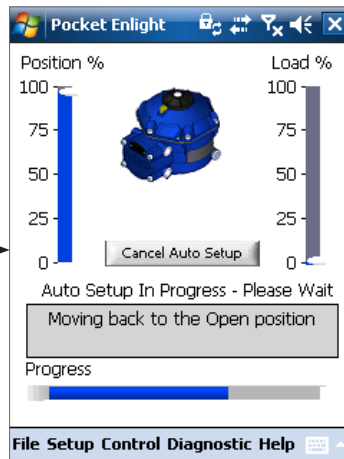 Pocket Enlight
Position %
Load %
100
75
50
25
0
100
75
50
25
0
Cancel Auto Setup
Auto Setup In Progress - Please Wait
Moving back to the Open position
Progress
File Setup Control Diagnostic Help